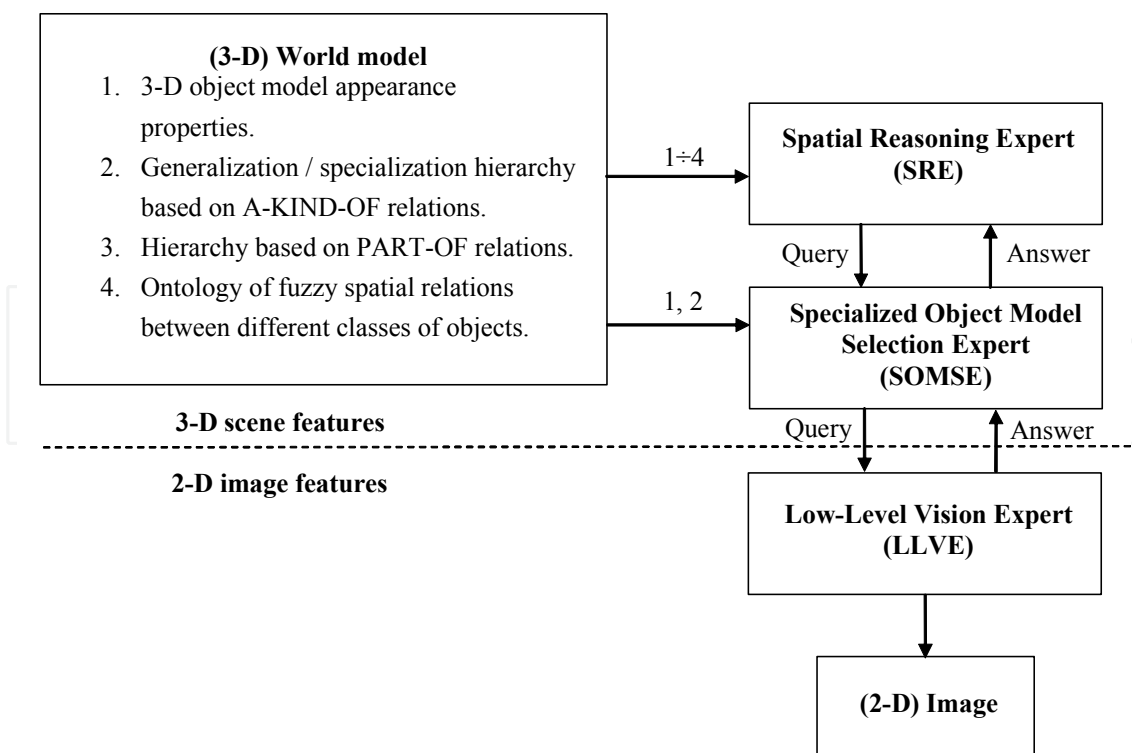 (3-D) World model
1. 3-D object model appearance
properties.
2. Generalization / specialization hierarchy
based on A-KIND-OF relations.
3. Hierarchy based on PART-OF relations.
4. Ontology of fuzzy spatial relations
between different classes of objects.
1÷4
1, 2
Spatial Reasoning Expert
(SRE)
Query
Answer
Specialized Object Model
Selection Expert
(SOMSE)
3-D scene features
Query
Answer
2-D image features
Low-Level Vision Expert
(LLVE)
(2-D) Image